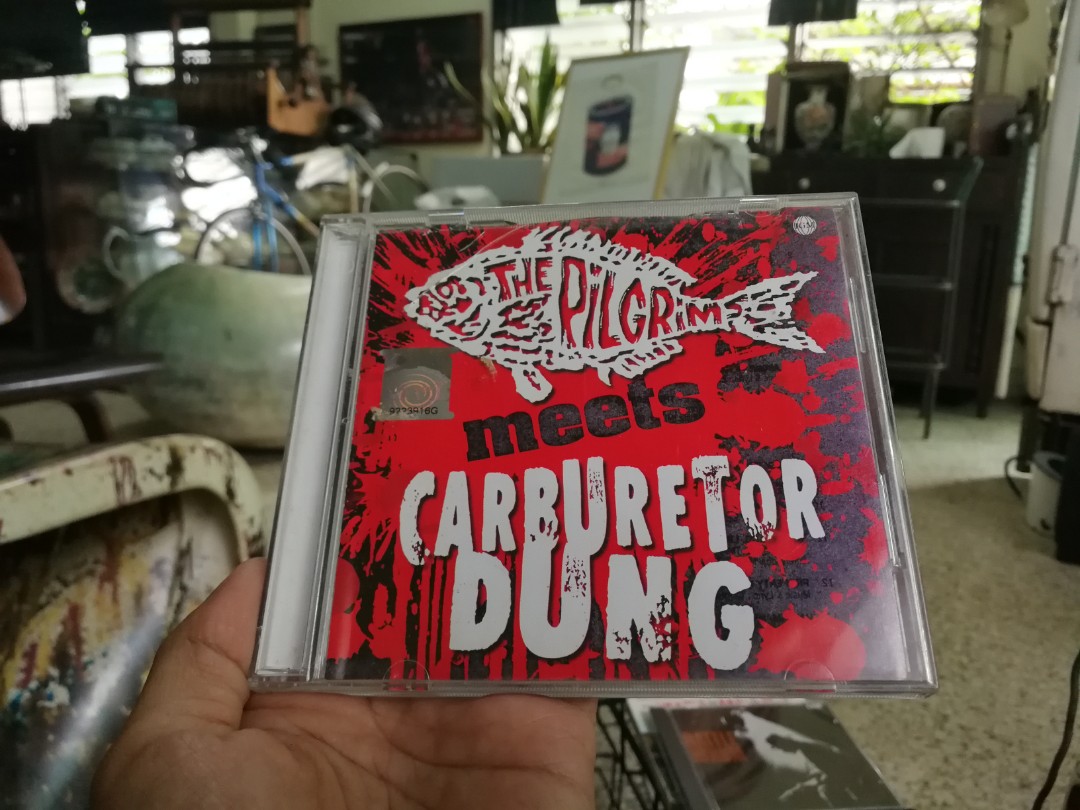 THE PILGRIMS
meets
CARBURETOR
DUNG